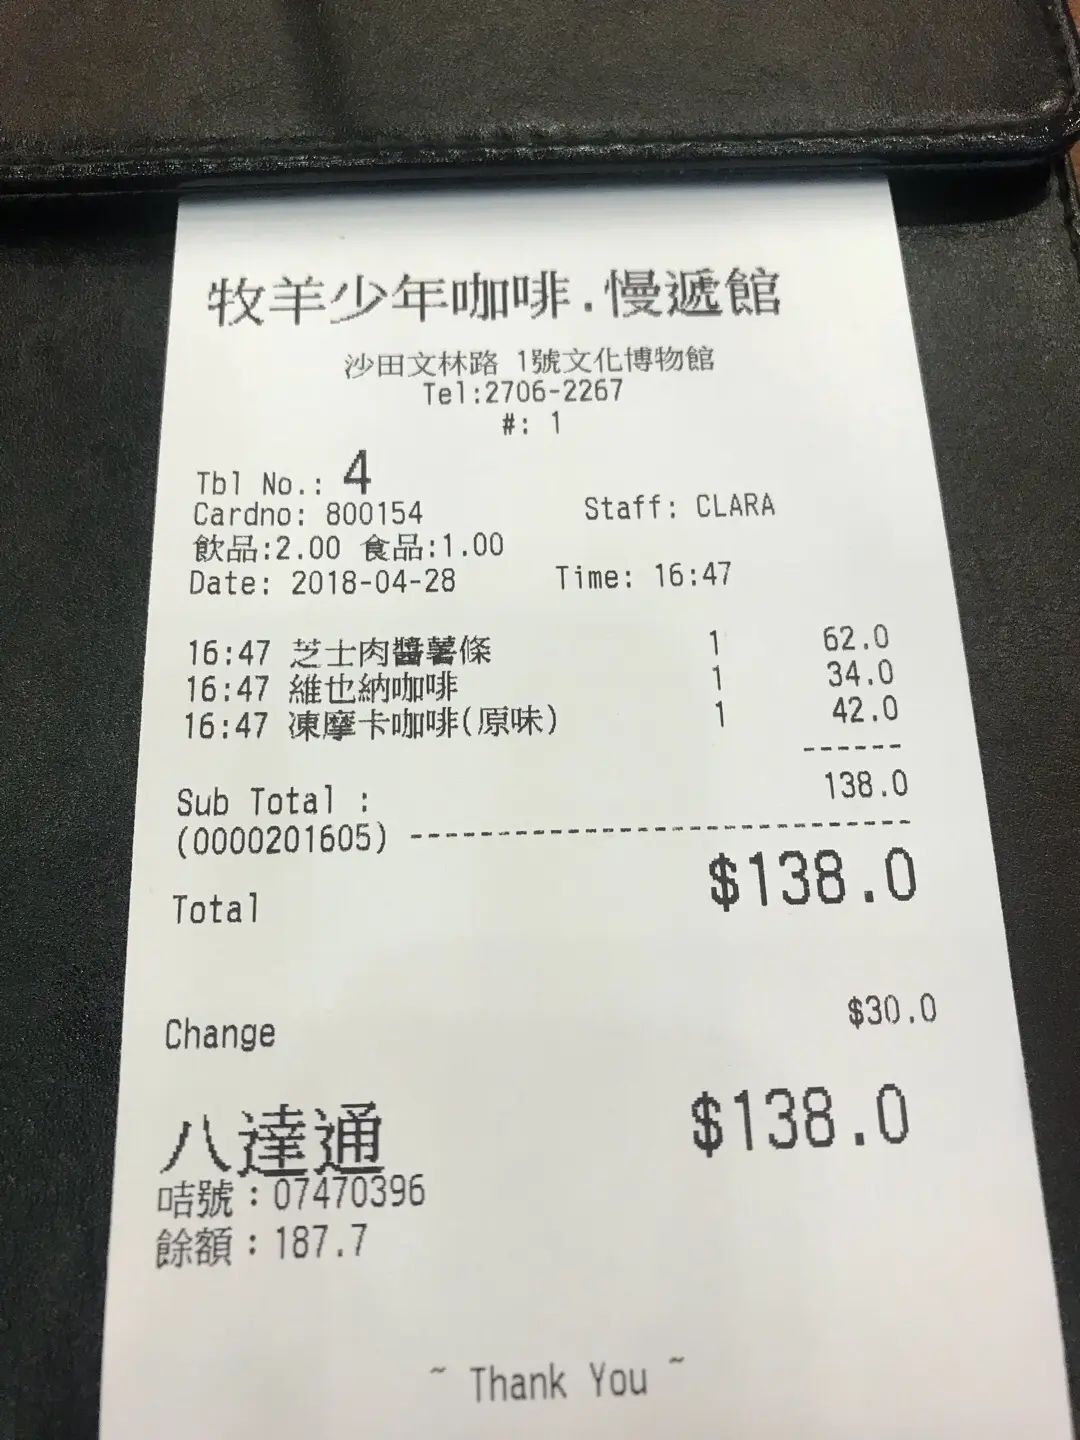 牧羊少年咖啡.慢遞館
沙田文林路 1號文化博物館
Tel:2706-2267
#: 1
Tbl No.: 4
Cardno: 800154 Staff: CLARA
飲品:2.00 食品:1.00
Date: 2018-04-28 Time: 16:47
16:47 芝士肉醬薯條 1 62.0
16:47 維也納咖啡 1 34.0
16:47 凍摩卡咖啡(原味) 1 42.0
------
Sub Total : 138.0
(0000201605) ------------------------------
Total $138.0
Change $30.0
八達通 $138.0
咭號：07470396
餘額：187.7
~ Thank You ~